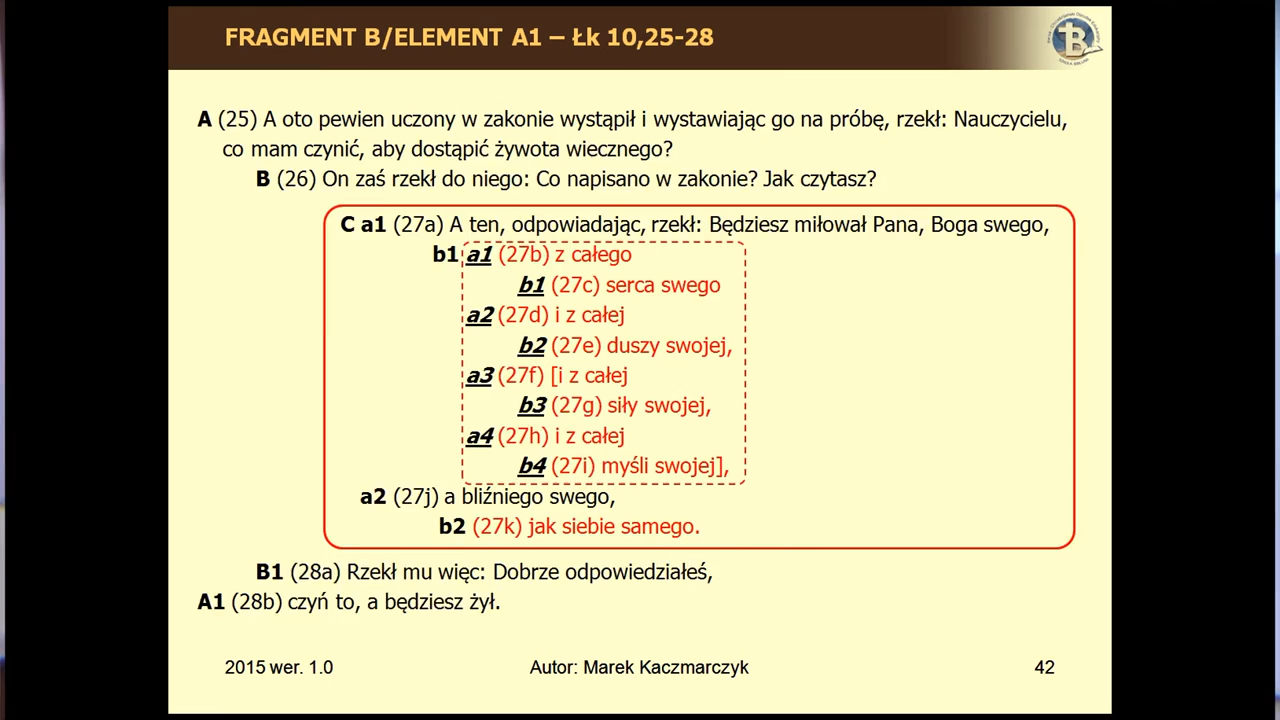 FRAGMENT B/ELEMENT A1 – Łk 10,25-28
A (25) A oto pewien uczony w zakonie wystąpił i wystawiając go na próbę, rzekł: Nauczycielu,
co mam czynić, aby dostąpić żywota wiecznego?
B (26) On zaś rzekł do niego: Co napisano w zakonie? Jak czytasz?
C a1 (27a) A ten, odpowiadając, rzekł: Będziesz miłował Pana, Boga swego,
b1 a1 (27b) z całego
b1 (27c) serca swego
a2 (27d) i z całej
b2 (27e) duszy swojej,
a3 (27f) [i z całej
b3 (27g) siły swojej,
a4 (27h) i z całej
b4 (27i) myśli swojej],
a2 (27j) a bliźniego swego,
b2 (27k) jak siebie samego.
B1 (28a) Rzekł mu więc: Dobrze odpowiedziałeś,
A1 (28b) czyń to, a będziesz żył.
2015 wer. 1.0 Autor: Marek Kaczmarczyk 42